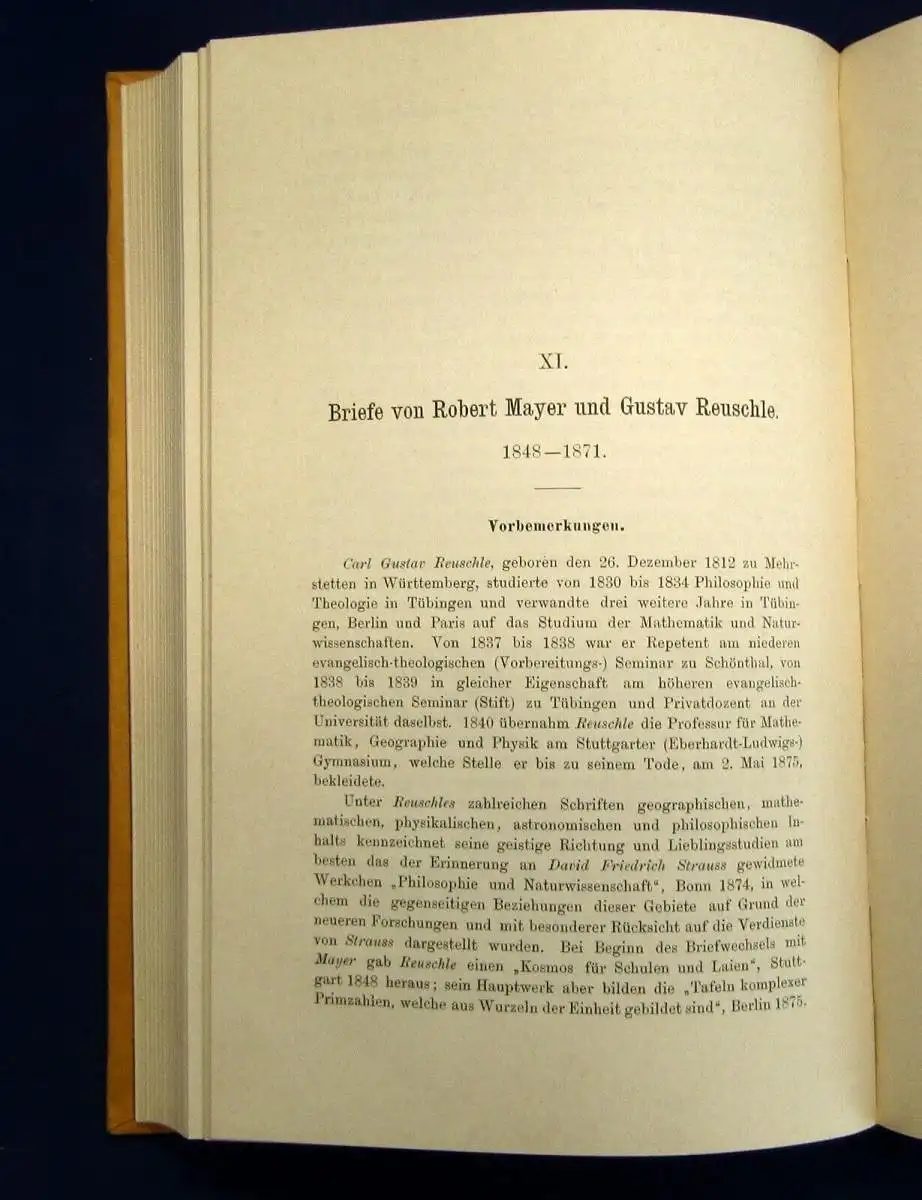 XI.
Briefe von Robert Mayer und Gustav Reuschle.
1848—1871.
Vorbemerkungen.
Carl Gustav Reuschle, geboren den 26. Dezember 1812 zu Mehr-
stetten in Württemberg, studierte von 1830 bis 1834 Philosophie und
Theologie in Tübingen und verwandte drei weitere Jahre in Tübin-
gen, Berlin und Paris auf das Studium der Mathematik und Natur-
wissenschaften. Von 1837 bis 1838 war er Repetent am niederen
evangelisch-theologischen (Vorbereitungs-) Seminar zu Schönthal, von
1838 bis 1839 in gleicher Eigenschaft am höheren evangelisch-
theologischen Seminar (Stift) zu Tübingen und Privatdozent an der
Universität daselbst. 1840 übernahm Reuschle die Professur für Mathe-
matik, Geographie und Physik am Stuttgarter (Eberhardt-Ludwigs-)
Gymnasium, welche Stelle er bis zu seinem Tode, am 2. Mai 1875,
bekleidete.
Unter Reuschles zahlreichen Schriften geographischen, mathe-
matischen, physikalischen, astronomischen und philosophischen In-
halts kennzeichnet seine geistige Richtung und Lieblingsstudien am
besten das der Erinnerung an David Friedrich Strauss gewidmete
Werkchen „Philosophie und Naturwissenschaft“, Bonn 1874, in wel-
chem die gegenseitigen Beziehungen dieser Gebiete auf Grund der
neueren Forschungen und mit besonderer Rücksicht auf die Verdienste
von Strauss dargestellt wurden. Bei Beginn des Briefwechsels mit
Mayer gab Reuschle einen „Kosmos für Schulen und Laien“, Stutt-
gart 1848 heraus; sein Hauptwerk aber bilden die „Tafeln komplexer
Primzahlen, welche aus Wurzeln der Einheit gebildet sind“, Berlin 1875.